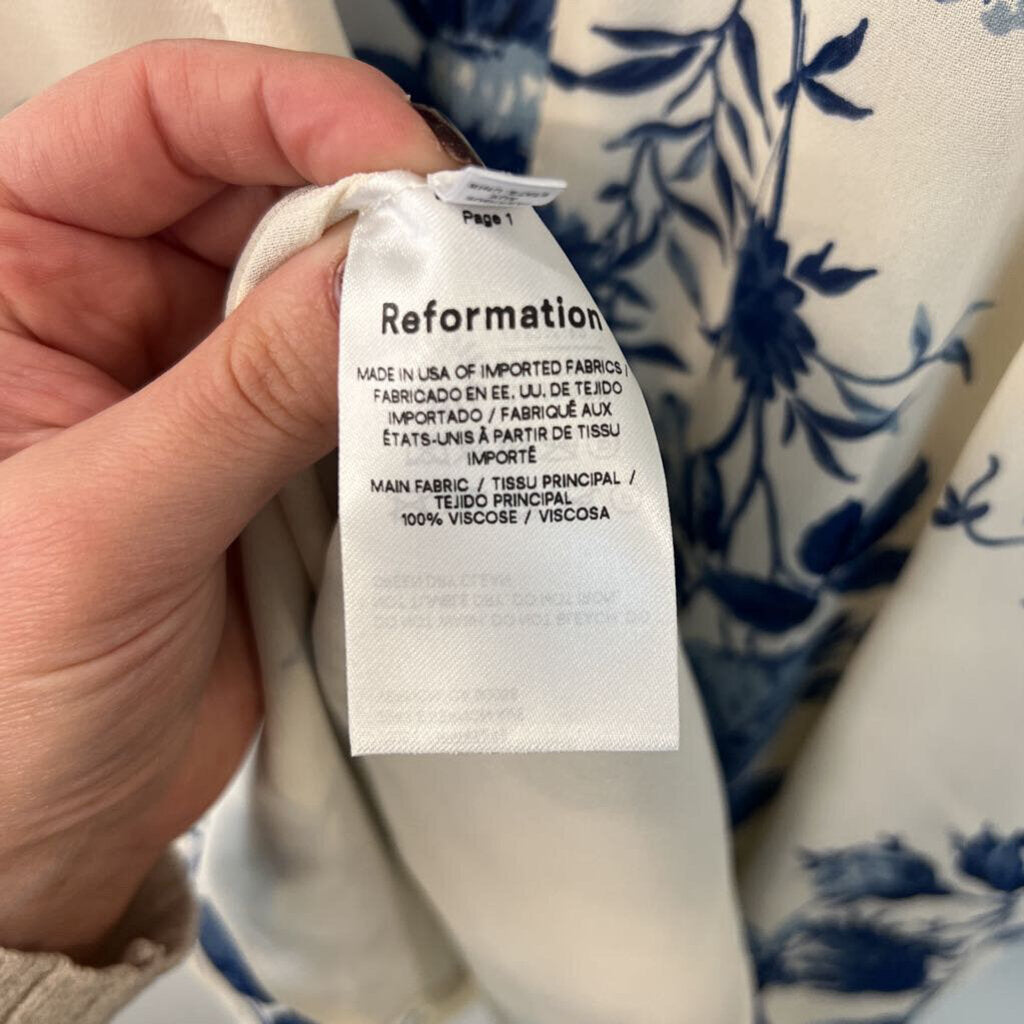 Page 1
Reformation
MADE IN USA OF IMPORTED FABRICS /
FABRICADO EN EE. UU. DE TEJIDO
IMPORTADO / FABRIQUÉ AUX
ÉTATS-UNIS À PARTIR DE TISSU
IMPORTÉ
MAIN FABRIC / TISSU PRINCIPAL /
TEJIDO PRINCIPAL
100% VISCOSE / VISCOSA